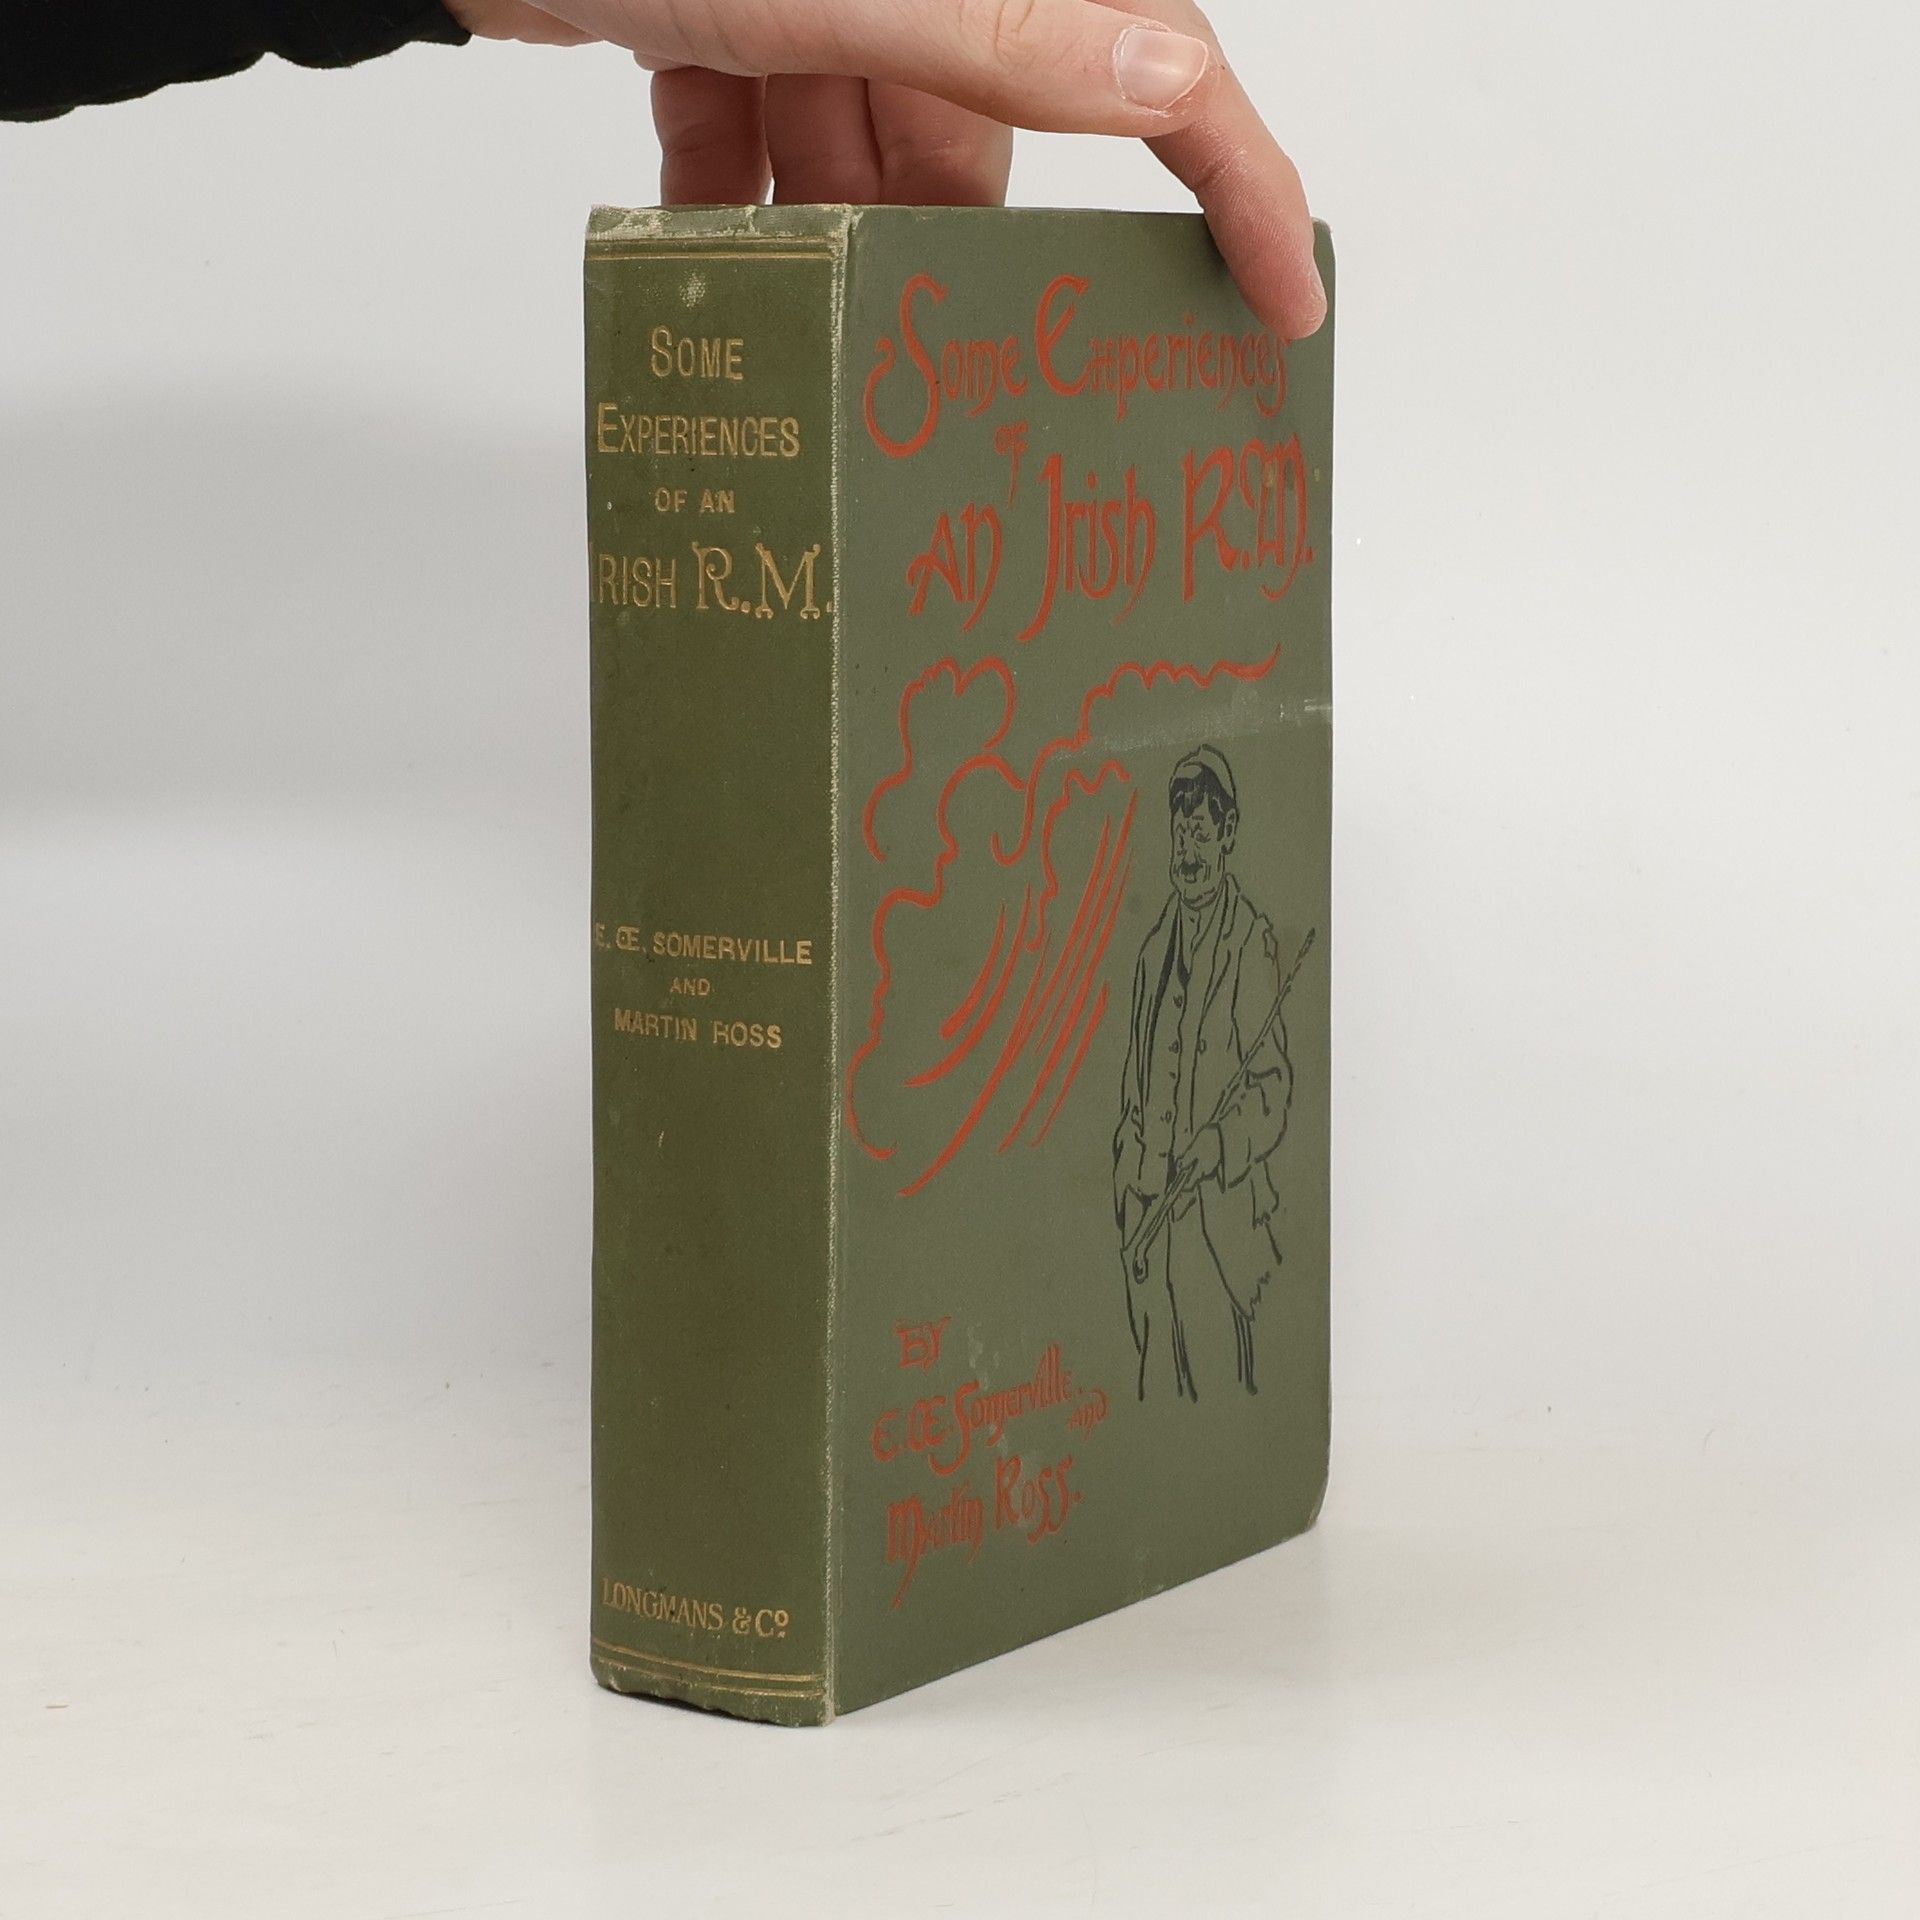 SOME
EXPERIENCES
OF AN
IRISH R.M.
E. Œ. SOMERVILLE
AND
MARTIN ROSS
LONGMANS & Co.
Some Experiences
of
An Irish R.M.
BY
E. Œ Somerville
AND
Martin Ross.